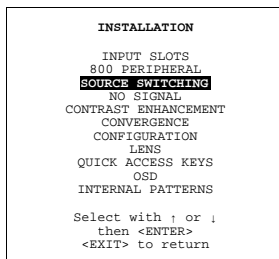 INSTALLATION
INPUT SLOTS
800 PERIPHERAL
SOURCE SWITCHING
NO SIGNAL
CONTRAST ENHANCEMENT
CONVERGENCE
CONFIGURATION
LENS
QUICK ACCESS KEYS
OSD
INTERNAL PATTERNS
Select with ↑ or ↓
then <ENTER>
<EXIT> to return